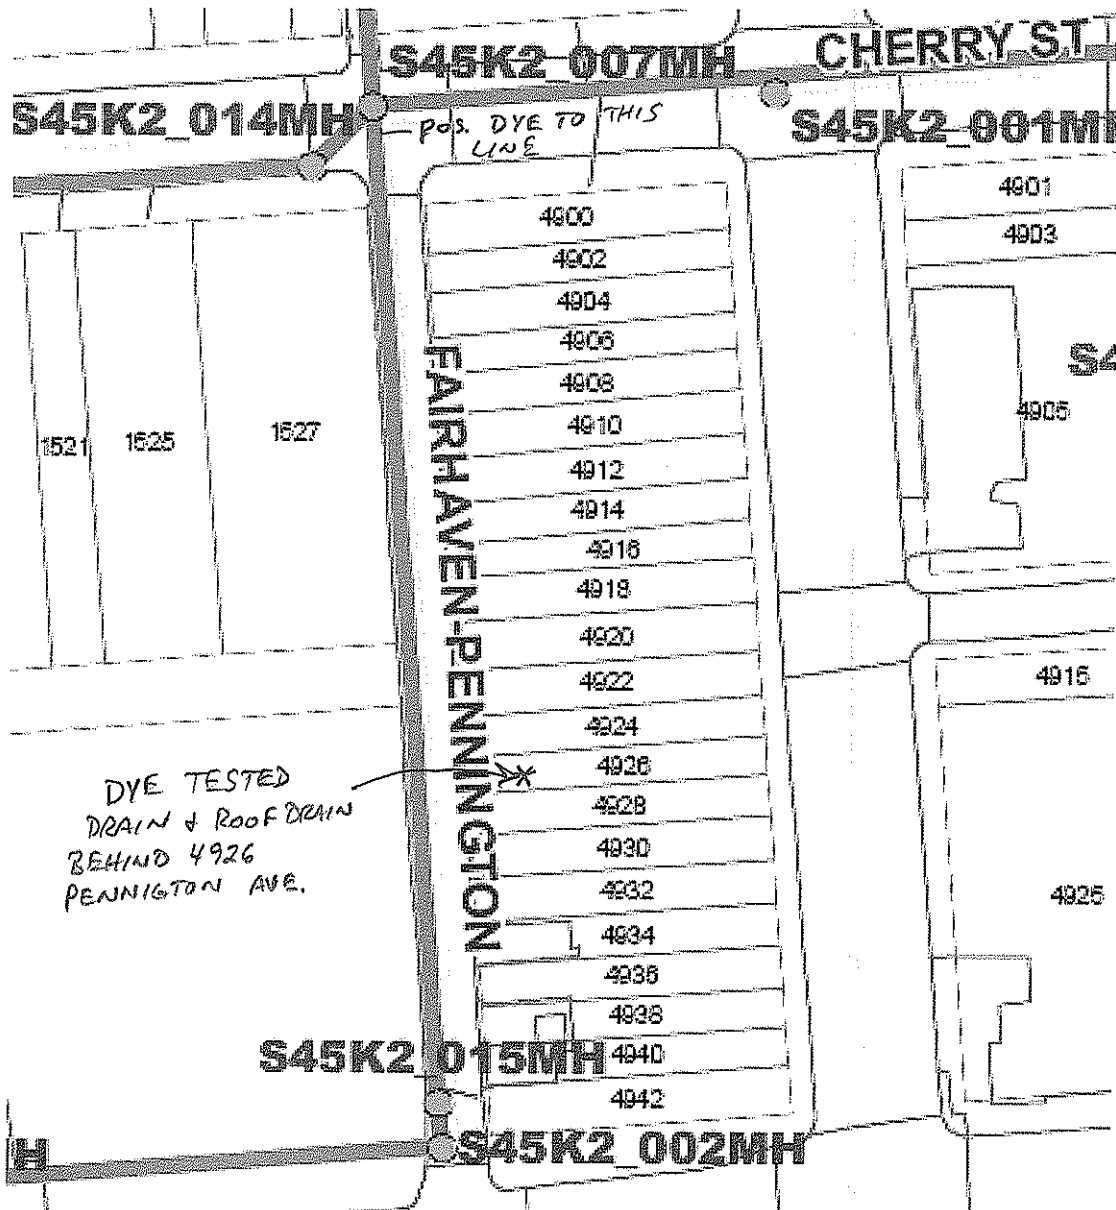 S45K2_007MH
CHERRY ST
S45K2_014MH
S45K2_001MH
POS. DYE TO THIS
LINE
4900
4902
4904
4906
4908
4910
4912
4914
4916
4918
4920
4922
4924
4926
4928
4930
4932
4934
4936
4938
4940
4942
4901
4903
S4
4905
4915
4925
1521
1525
1527
FAIRHAVEN-PENNINGTON
DYE TESTED
DRAIN & ROOF DRAIN
BEHIND 4926
PENNIGTON AVE.
S45K2_015MH
H
S45K2_002MH